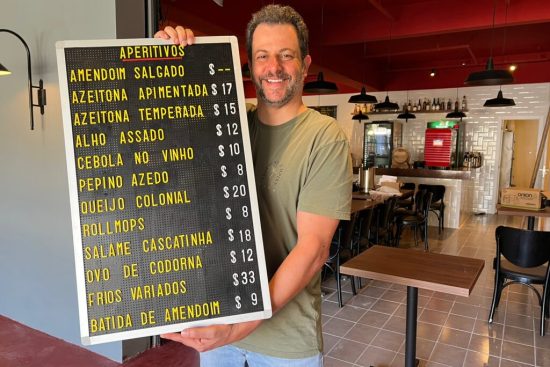 APERITIVOS
AMENDOIM SALGADO $ --
AZEITONA APIMENTADA $ 17
AZEITONA TEMPERADA $ 15
ALHO ASSADO $ 12
CEBOLA NO VINHO $ 10
PEPINO AZEDO $ 8
QUEIJO COLONIAL $ 20
ROLLMOPS $ 8
SALAME CASCATINHA $ 18
OVO DE CODORNA $ 12
FRIOS VARIADOS $33
BATIDA DE AMENDOIM $ 9